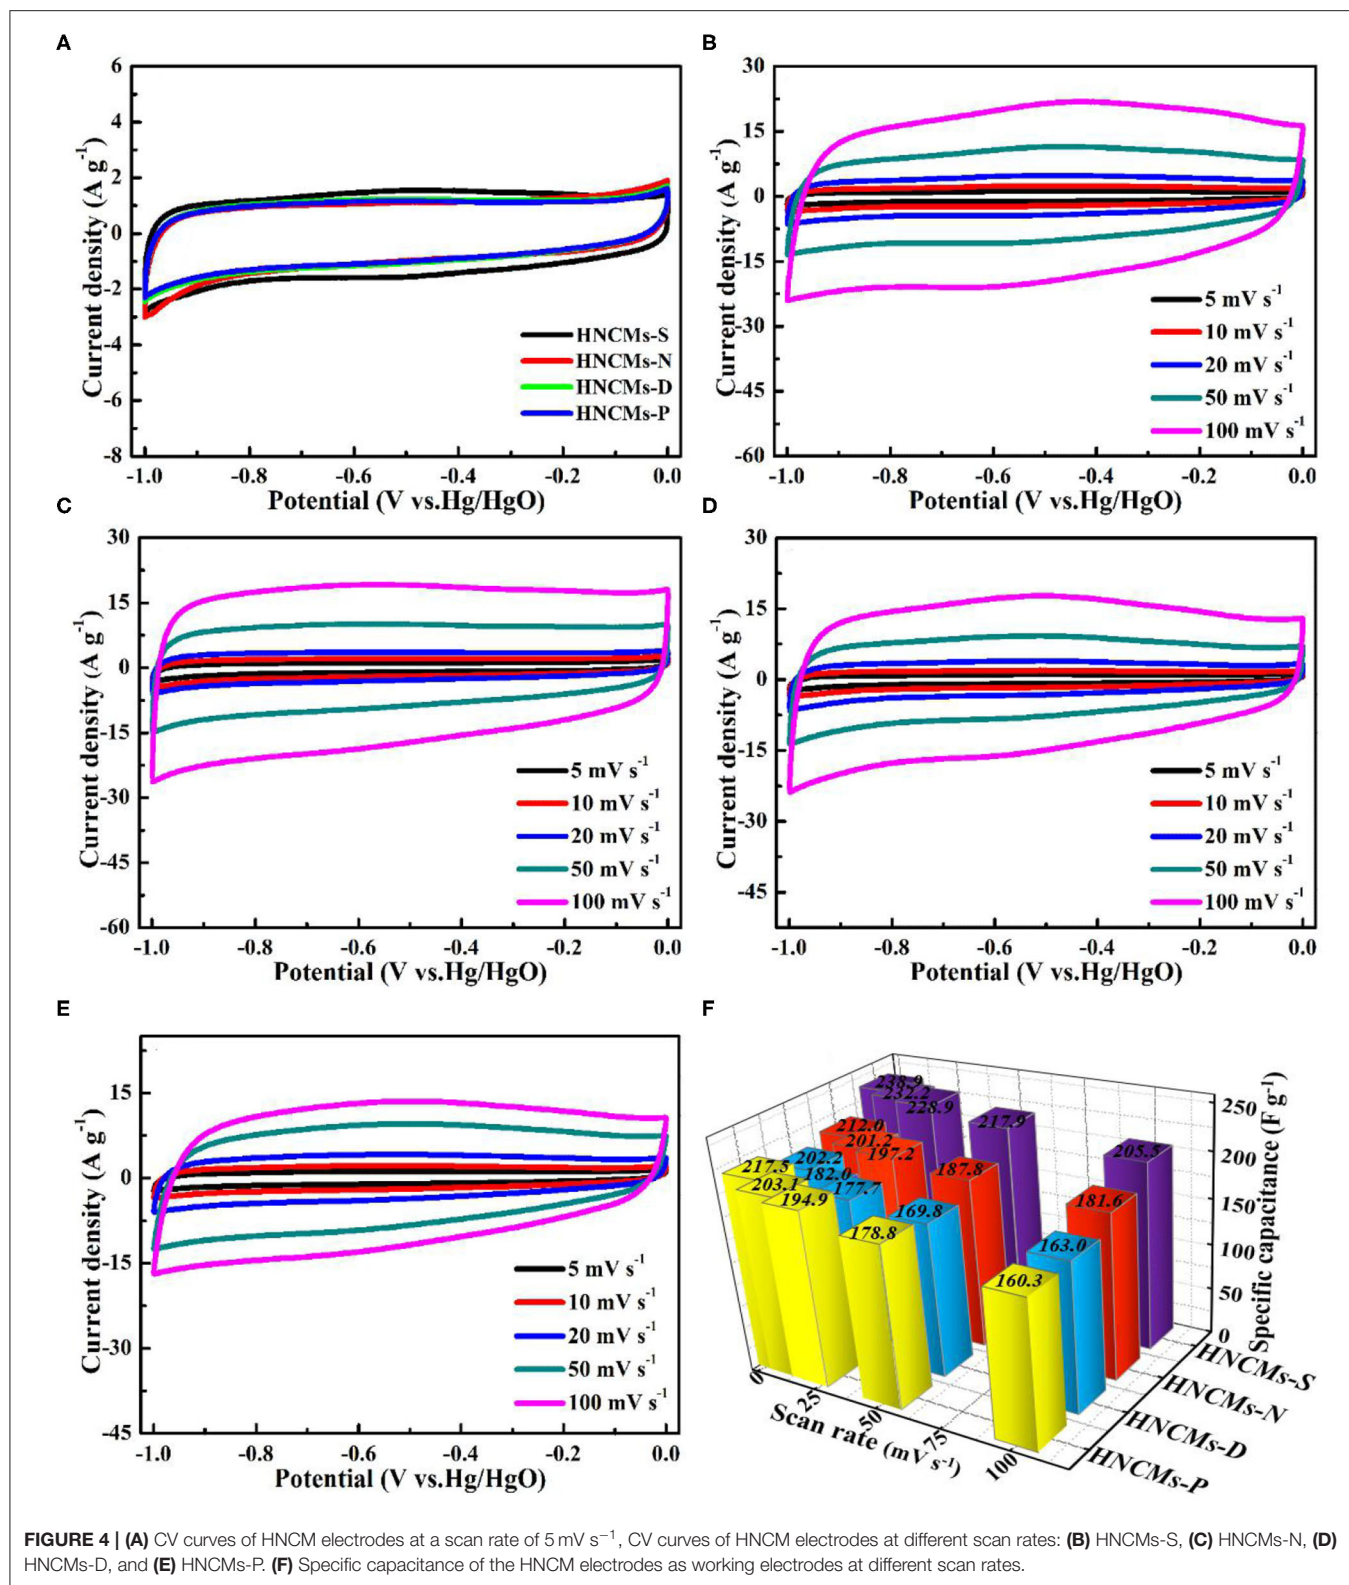 A
6
4
2
0
-2
-4
-6
-8
-1.0 -0.8 -0.6 -0.4 -0.2 0.0
Current density (A g-1)
Potential (V vs.Hg/HgO)
HNCMs-S
HNCMs-N
HNCMs-D
HNCMs-P
B
30
15
0
-15
-30
-45
-60
-1.0 -0.8 -0.6 -0.4 -0.2 0.0
Current density (A g-1)
Potential (V vs.Hg/HgO)
5 mV s-1
10 mV s-1
20 mV s-1
50 mV s-1
100 mV s-1
C
30
15
0
-15
-30
-45
-60
-1.0 -0.8 -0.6 -0.4 -0.2 0.0
Current density (A g-1)
Potential (V vs.Hg/HgO)
5 mV s-1
10 mV s-1
20 mV s-1
50 mV s-1
100 mV s-1
D
30
15
0
-15
-30
-45
-1.0 -0.8 -0.6 -0.4 -0.2 0.0
Current density (A g-1)
Potential (V vs.Hg/HgO)
5 mV s-1
10 mV s-1
20 mV s-1
50 mV s-1
100 mV s-1
E
15
0
-15
-30
-45
-1.0 -0.8 -0.6 -0.4 -0.2 0.0
Current density (A g-1)
Potential (V vs.Hg/HgO)
5 mV s-1
10 mV s-1
20 mV s-1
50 mV s-1
100 mV s-1
F
238.9
232.2
228.9
217.9
205.5
212.0
201.2
197.2
187.8
181.6
202.2
182.0
177.7
169.8
163.0
217.5
203.1
194.9
178.8
160.3
250
200
150
100
50
0
Specific capacitance (F g-1)
0 25 50 75 100
Scan rate (mV s-1)
HNCMs-S
HNCMs-N
HNCMs-D
HNCMs-P
FIGURE 4 | (A) CV curves of HNCM electrodes at a scan rate of 5 mV s−1, CV curves of HNCM electrodes at different scan rates: (B) HNCMs-S, (C) HNCMs-N, (D)
HNCMs-D, and (E) HNCMs-P. (F) Specific capacitance of the HNCM electrodes as working electrodes at different scan rates.